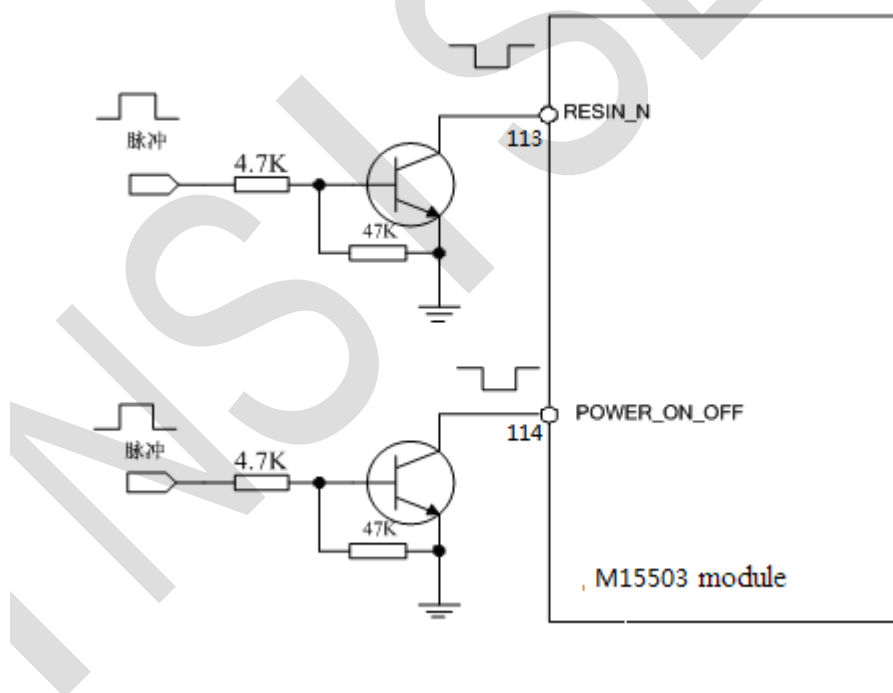 RESIN_N
113
脉冲
4.7K
47K
POWER_ON_OFF
114
脉冲
4.7K
47K
M15503 module